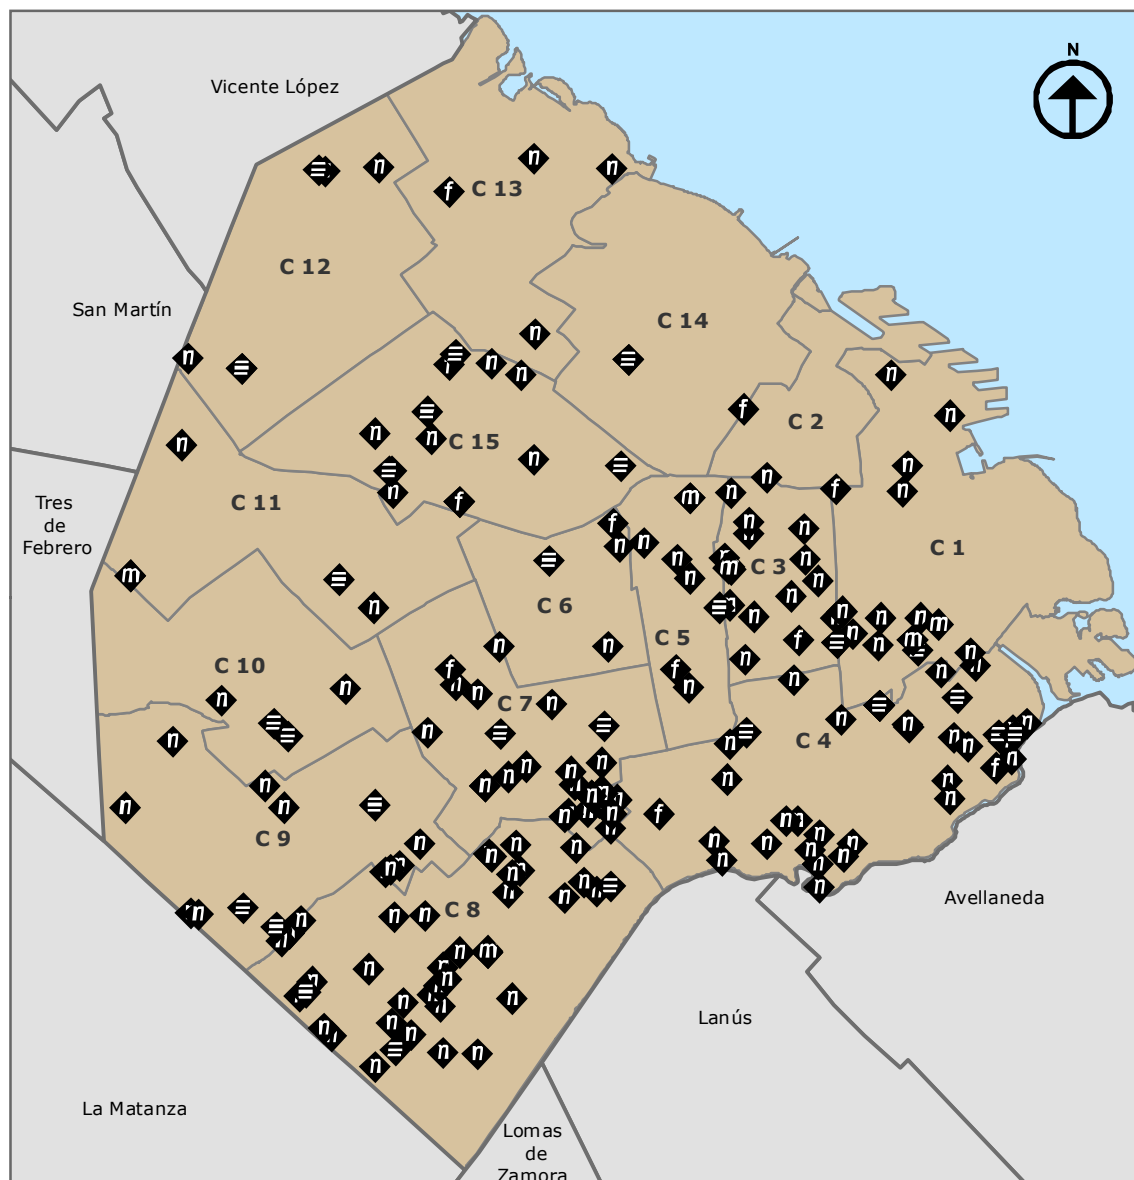 N
Vicente López
C 13
C 12
San Martín
C 14
C 2
C 15
Tres
de
Febrero
C 11
C 1
C 3
C 6
C 5
C 10
C 7
C 4
C 9
C 8
Avellaneda
Lanús
La Matanza
Lomas
de
Zamora